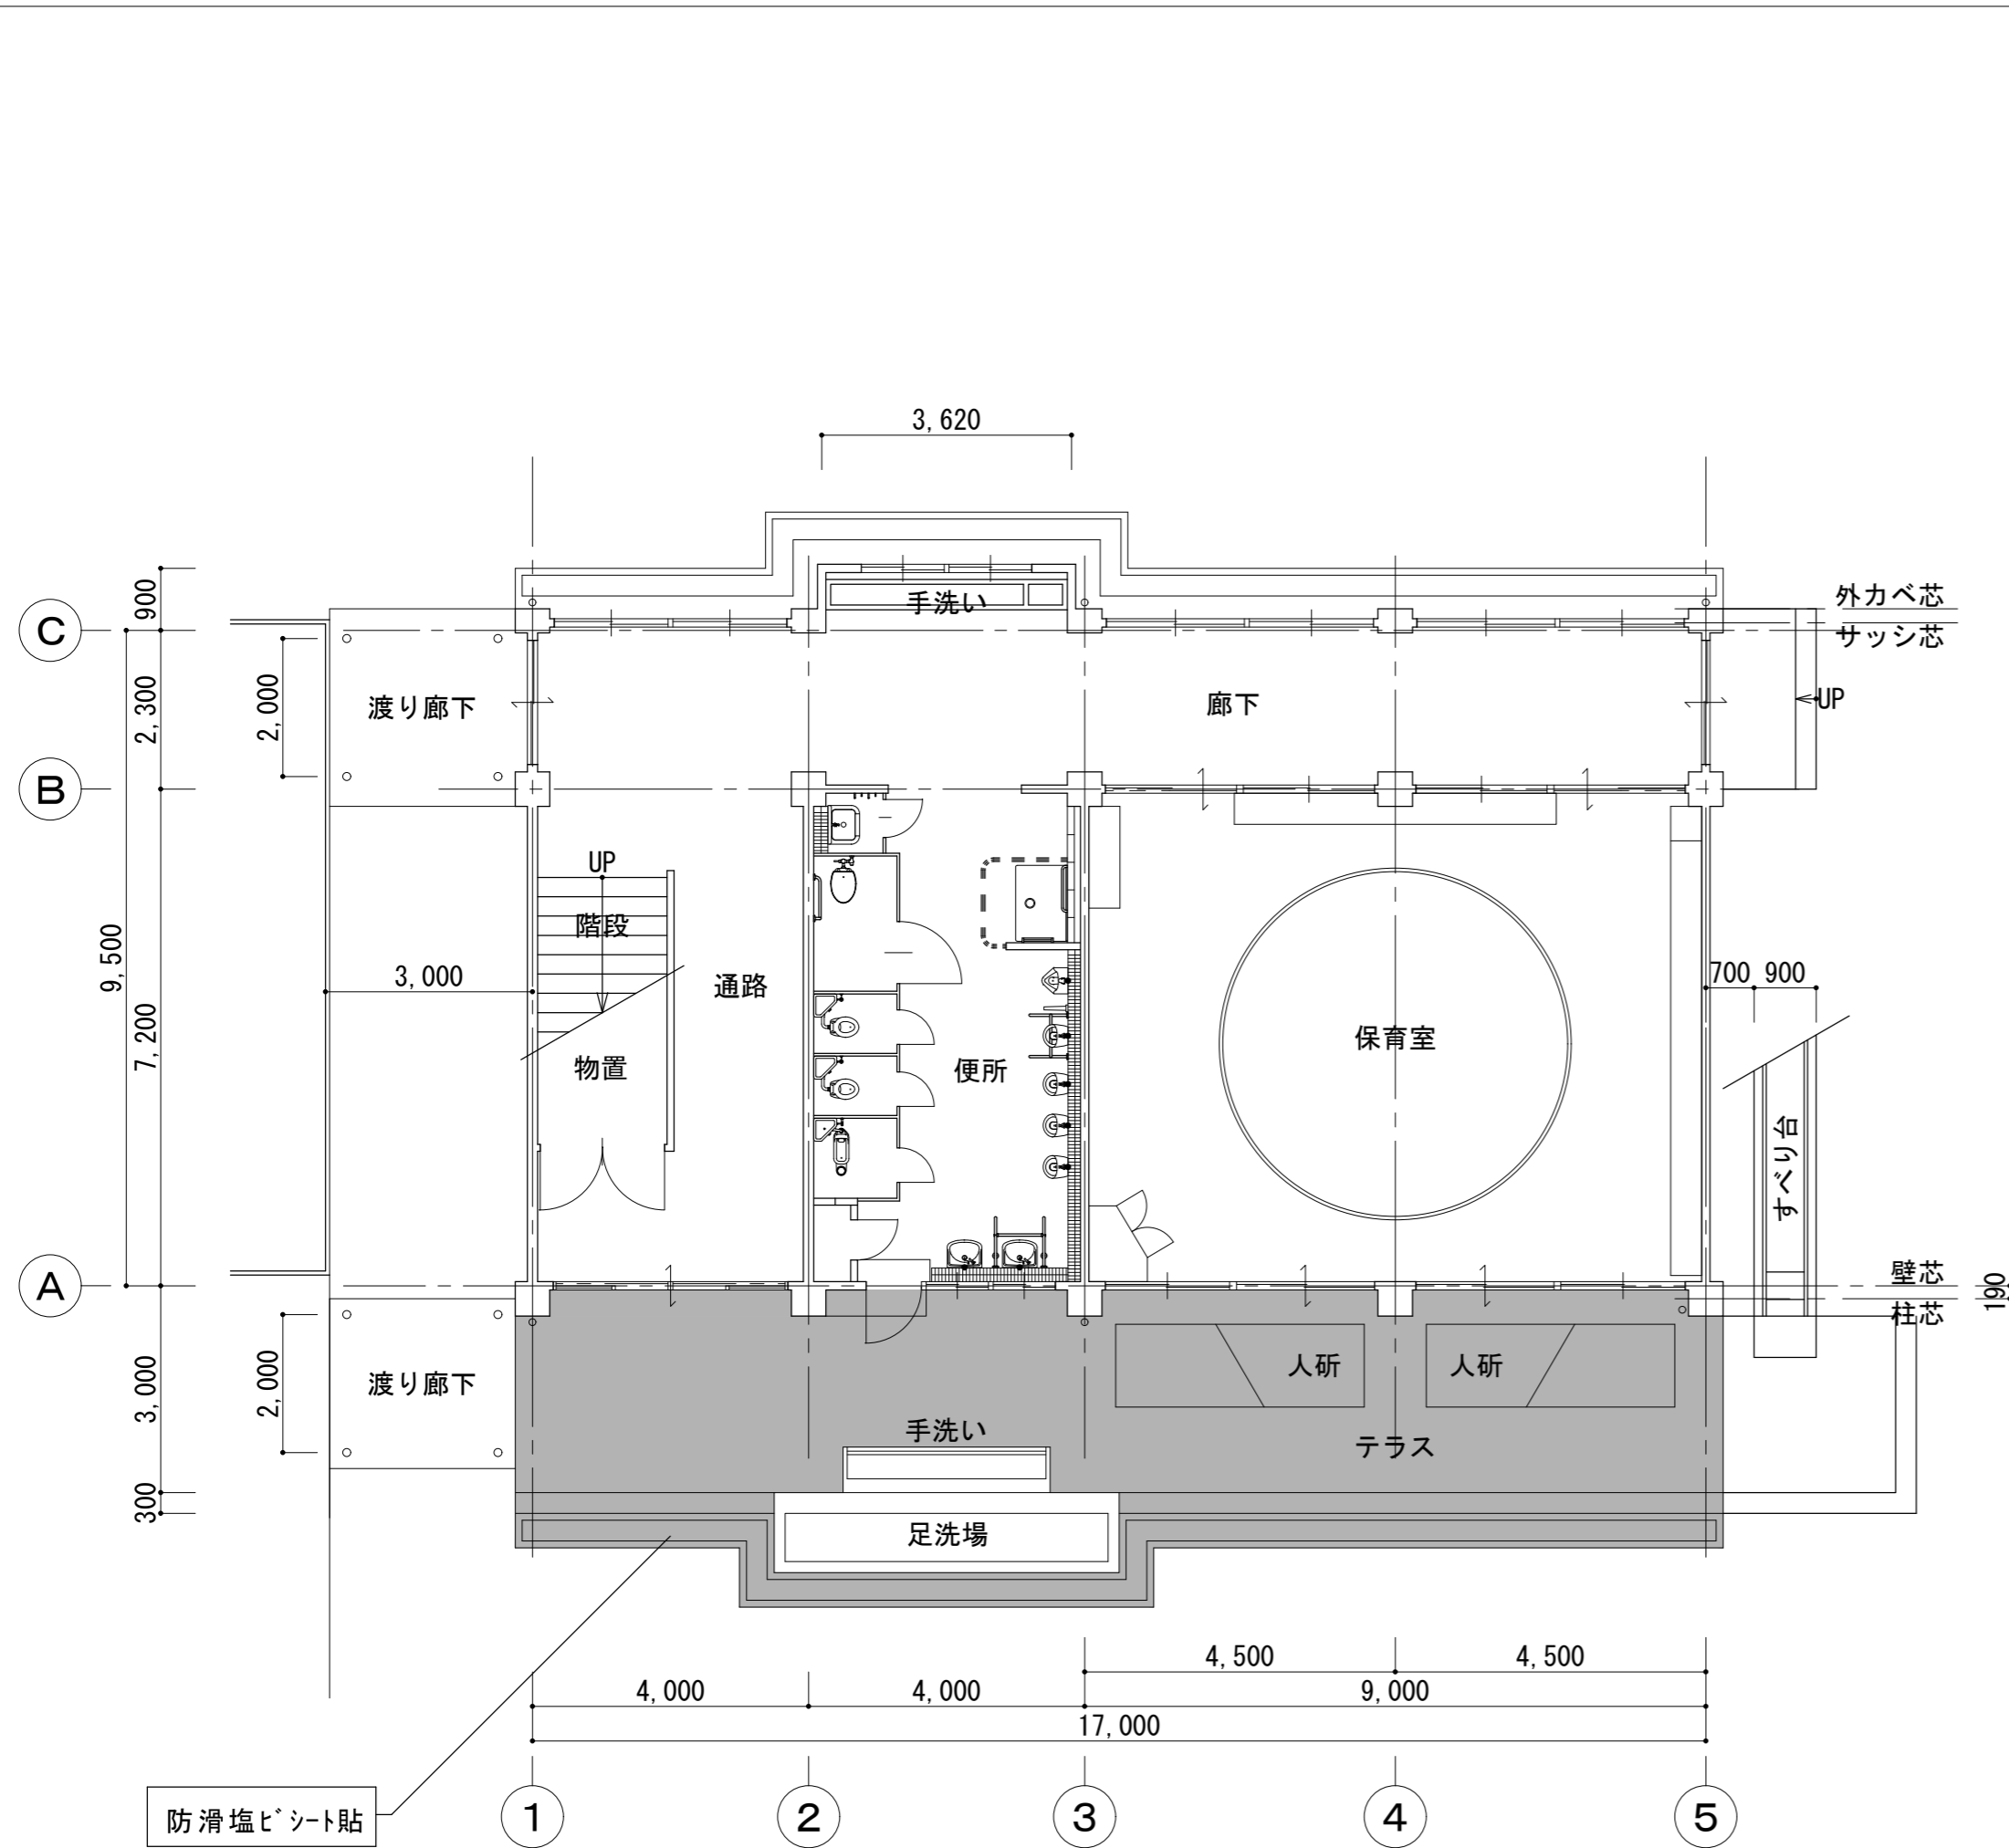 3,620
900
手洗い
外カベ芯
C
サッシ芯
2,300
2,000
渡り廊下
廊下
UP
B
UP
階段
9,500
3,000
通路
700 900
7,200
保育室
物置
便所
すべり台
A
壁芯
190
柱芯
3,000
2,000
渡り廊下
人研
人研
手洗い
テラス
300
足洗場
4,500
4,500
4,000
4,000
9,000
17,000
防滑塩ビシート貼
1
2
3
4
5